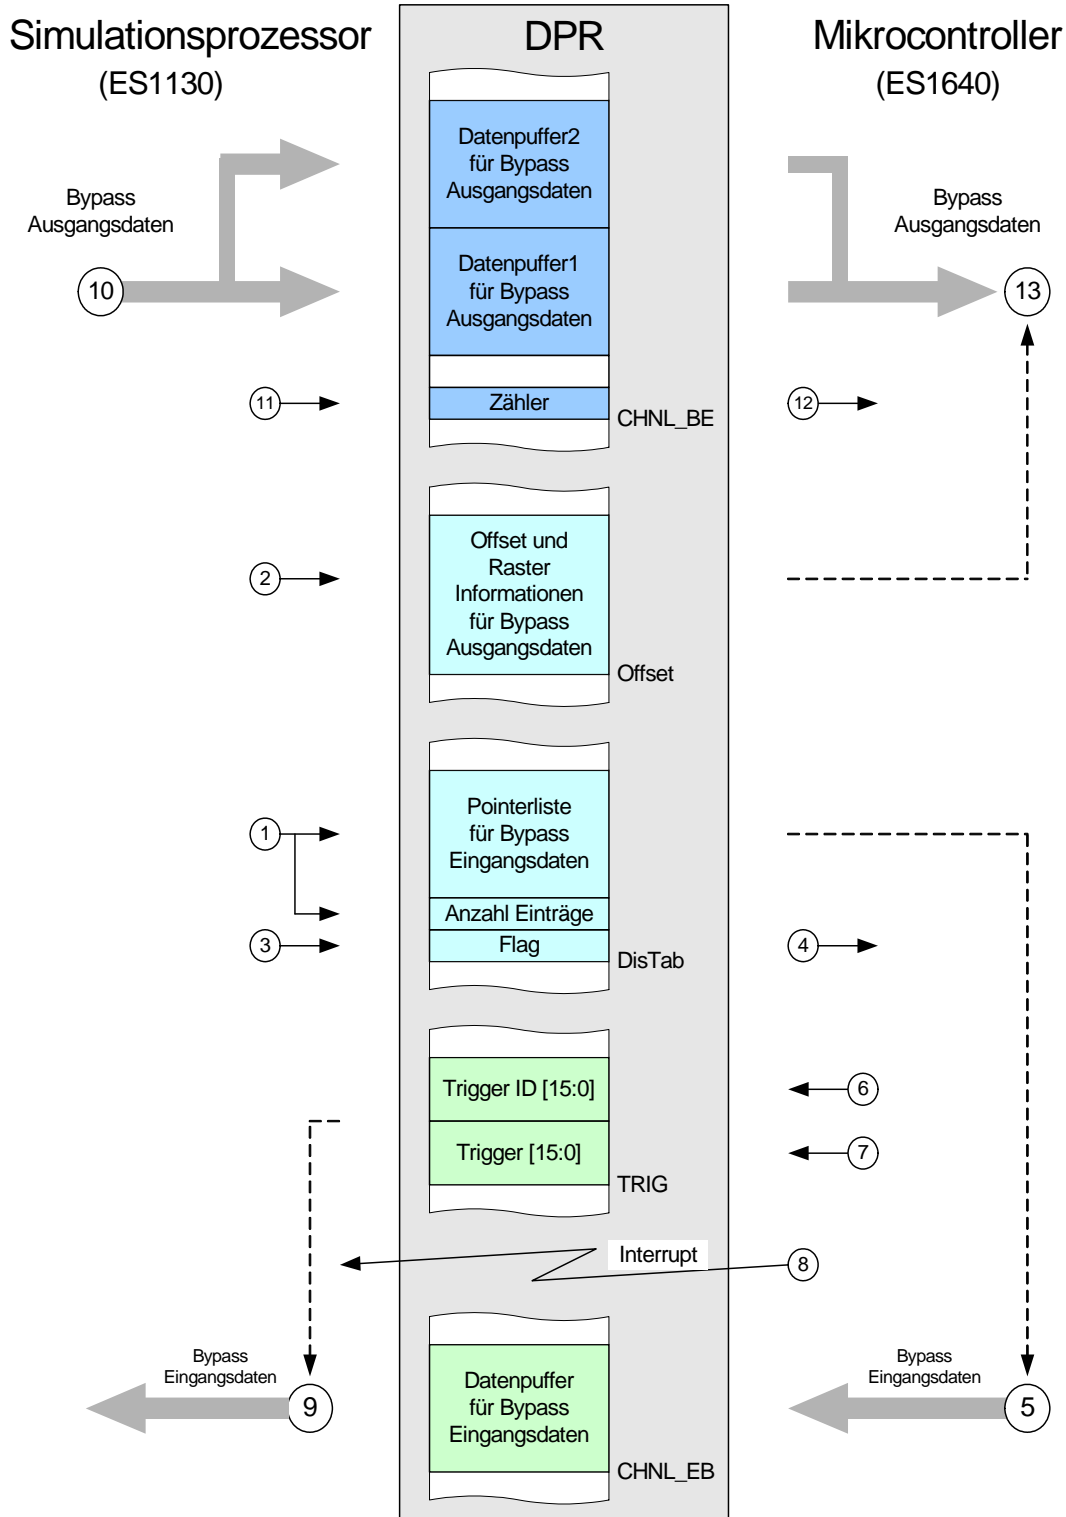 Simulationsprozessor
(ES1130)
DPR
Mikrocontroller
(ES1640)
Datenpuffer2
für Bypass
Ausgangsdaten
Bypass
Ausgangsdaten
Bypass
Ausgangsdaten
10
Datenpuffer1
für Bypass
Ausgangsdaten
13
11
Zähler
12
CHNL_BE
2
Offset und
Raster
Informationen
für Bypass
Ausgangsdaten
Offset
1
Pointerliste
für Bypass
Eingangsdaten
Anzahl Einträge
3
Flag
4
DisTab
Trigger ID [15:0]
6
Trigger [15:0]
7
TRIG
Interrupt
8
Bypass
Eingangsdaten
Bypass
Eingangsdaten
9
Datenpuffer
für Bypass
Eingangsdaten
5
CHNL_EB